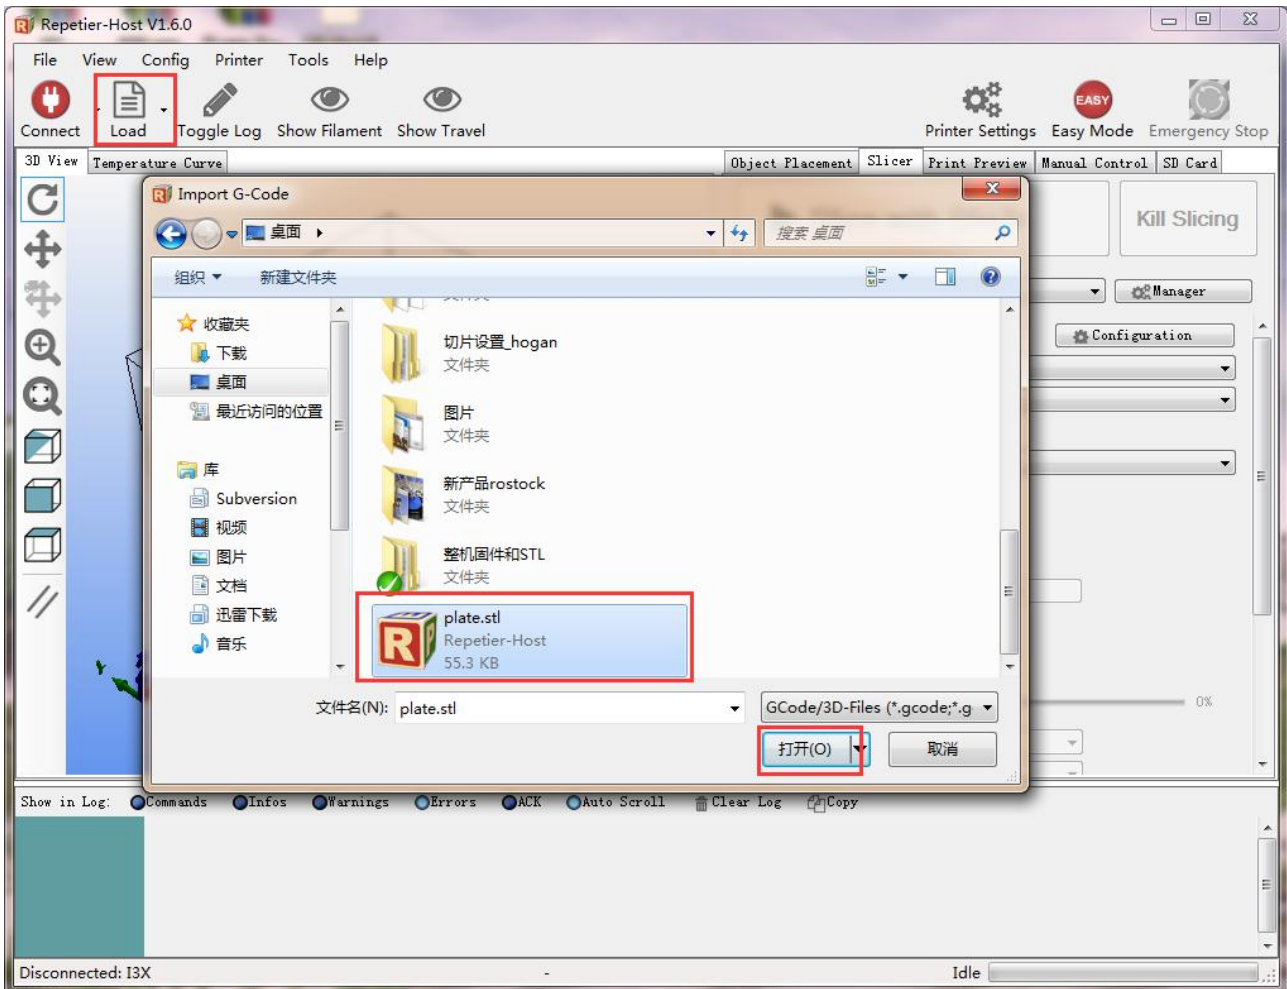 Repetier-Host V1.6.0
File View Config Printer Tools Help
Connect Load Toggle Log Show Filament Show Travel Printer Settings Easy Mode Emergency Stop
EASY
3D View Temperature Curve Object Placement Slicer Print Preview Manual Control SD Card
Import G-Code
Kill Slicing
桌面
搜索 桌面
组织 新建文件夹
Manager
Configuration
收藏夹
下载
桌面
最近访问的位置
库
Subversion
视频
图片
文档
迅雷下载
音乐
切片设置_hogan
文件夹
图片
文件夹
新产品rostock
文件夹
整机固件和STL
文件夹
plate.stl
Repetier-Host
55.3 KB
文件名(N): plate.stl GCode/3D-Files (*.gcode;*.g
0%
打开(O) 取消
Show in Log: Commands Infos Warnings Errors ACK Auto Scroll Clear Log Copy
Disconnected: I3X - Idle